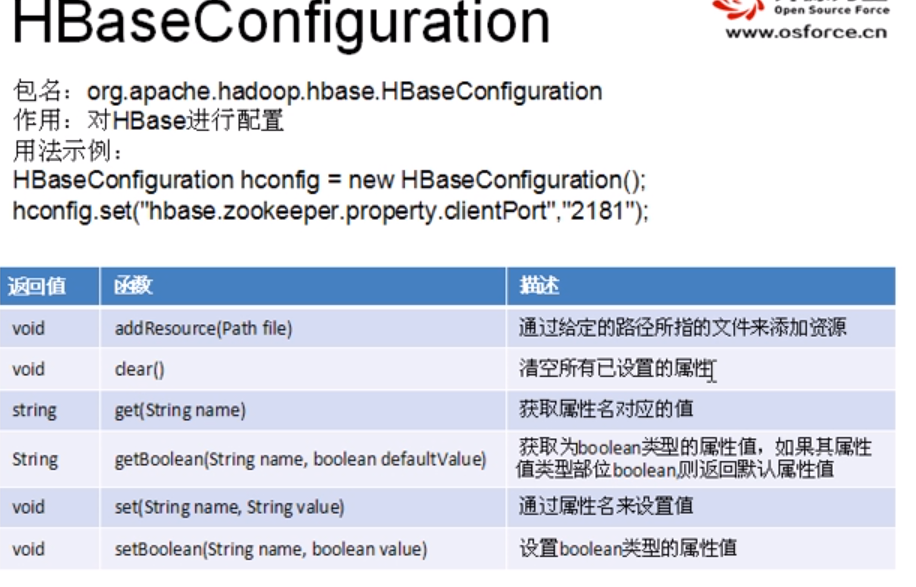 HBaseConfiguration
Open Source Force
www.osforce.cn
包名：org.apache.hadoop.hbase.HBaseConfiguration
作用：对HBase进行配置
用法示例：
HBaseConfiguration hconfig = new HBaseConfiguration();
hconfig.set("hbase.zookeeper.property.clientPort","2181");
返回值 函数 描述
void addResource(Path file) 通过给定的路径所指的文件来添加资源
void clear() 清空所有已设置的属性
string get(String name) 获取属性名对应的值
String getBoolean(String name, boolean defaultValue) 获取为boolean类型的属性值，如果其属性
值类型部位boolean,则返回默认属性值
void set(String name, String value) 通过属性名来设置值
void setBoolean(String name, boolean value) 设置boolean类型的属性值